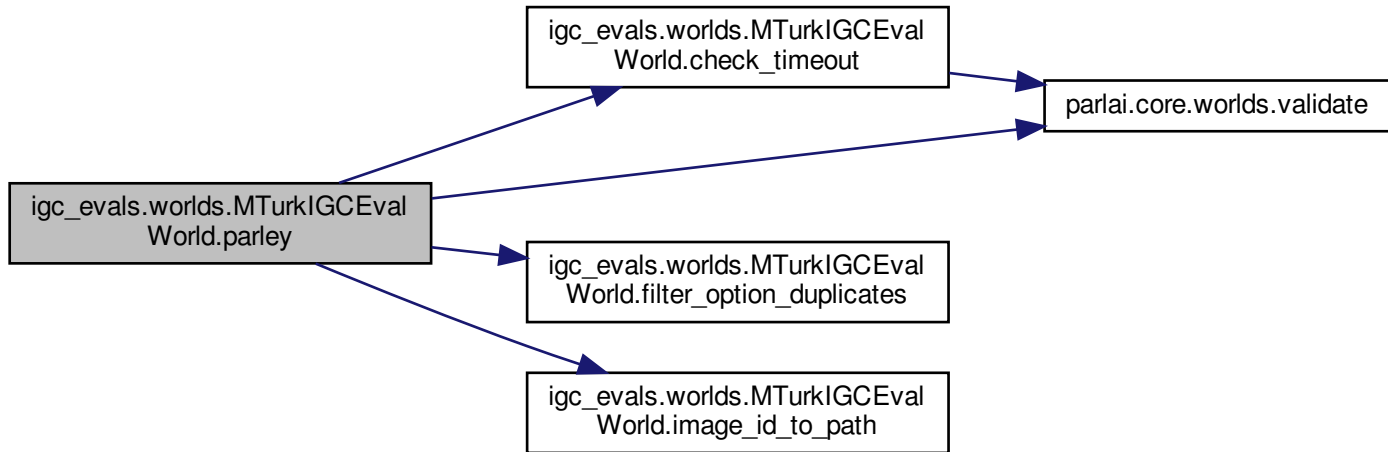 igc_evals.worlds.MTurkIGCEval
World.check_timeout
parlai.core.worlds.validate
igc_evals.worlds.MTurkIGCEval
World.parley
igc_evals.worlds.MTurkIGCEval
World.filter_option_duplicates
igc_evals.worlds.MTurkIGCEval
World.image_id_to_path